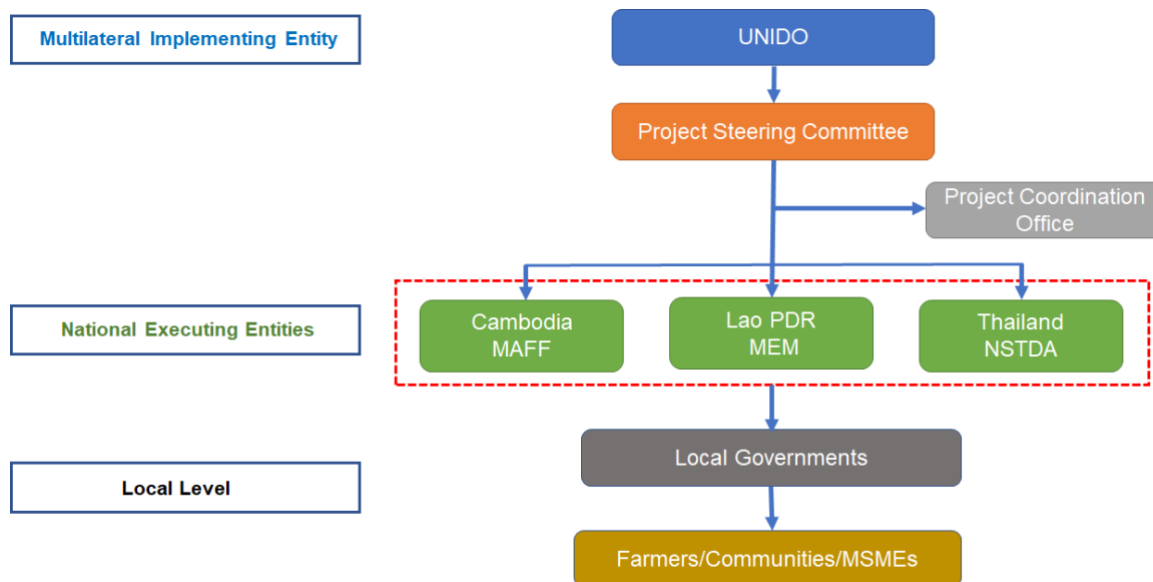 Multilateral Implementing Entity
UNIDO
Project Steering Committee
Project Coordination
Office
National Executing Entities
Cambodia
MAFF
Lao PDR
MEM
Thailand
NSTDA
Local Governments
Local Level
Farmers/Communities/MSMEs